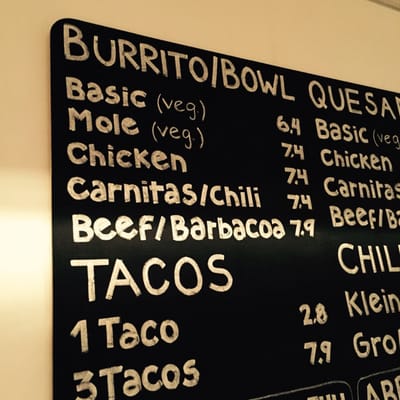 BURRITO/BOWL
Basic (veg.) 6.4
Mole (veg.) 7.4
Chicken 7.4
Carnitas/Chili 7.4
Beef/Barbacoa 7.9
TACOS
1 Taco 2.8
3 Tacos 7.9
QUESA
Basic (veg
Chicken
Carnitas
Beef/Ba
CHIL
Klein
Gro